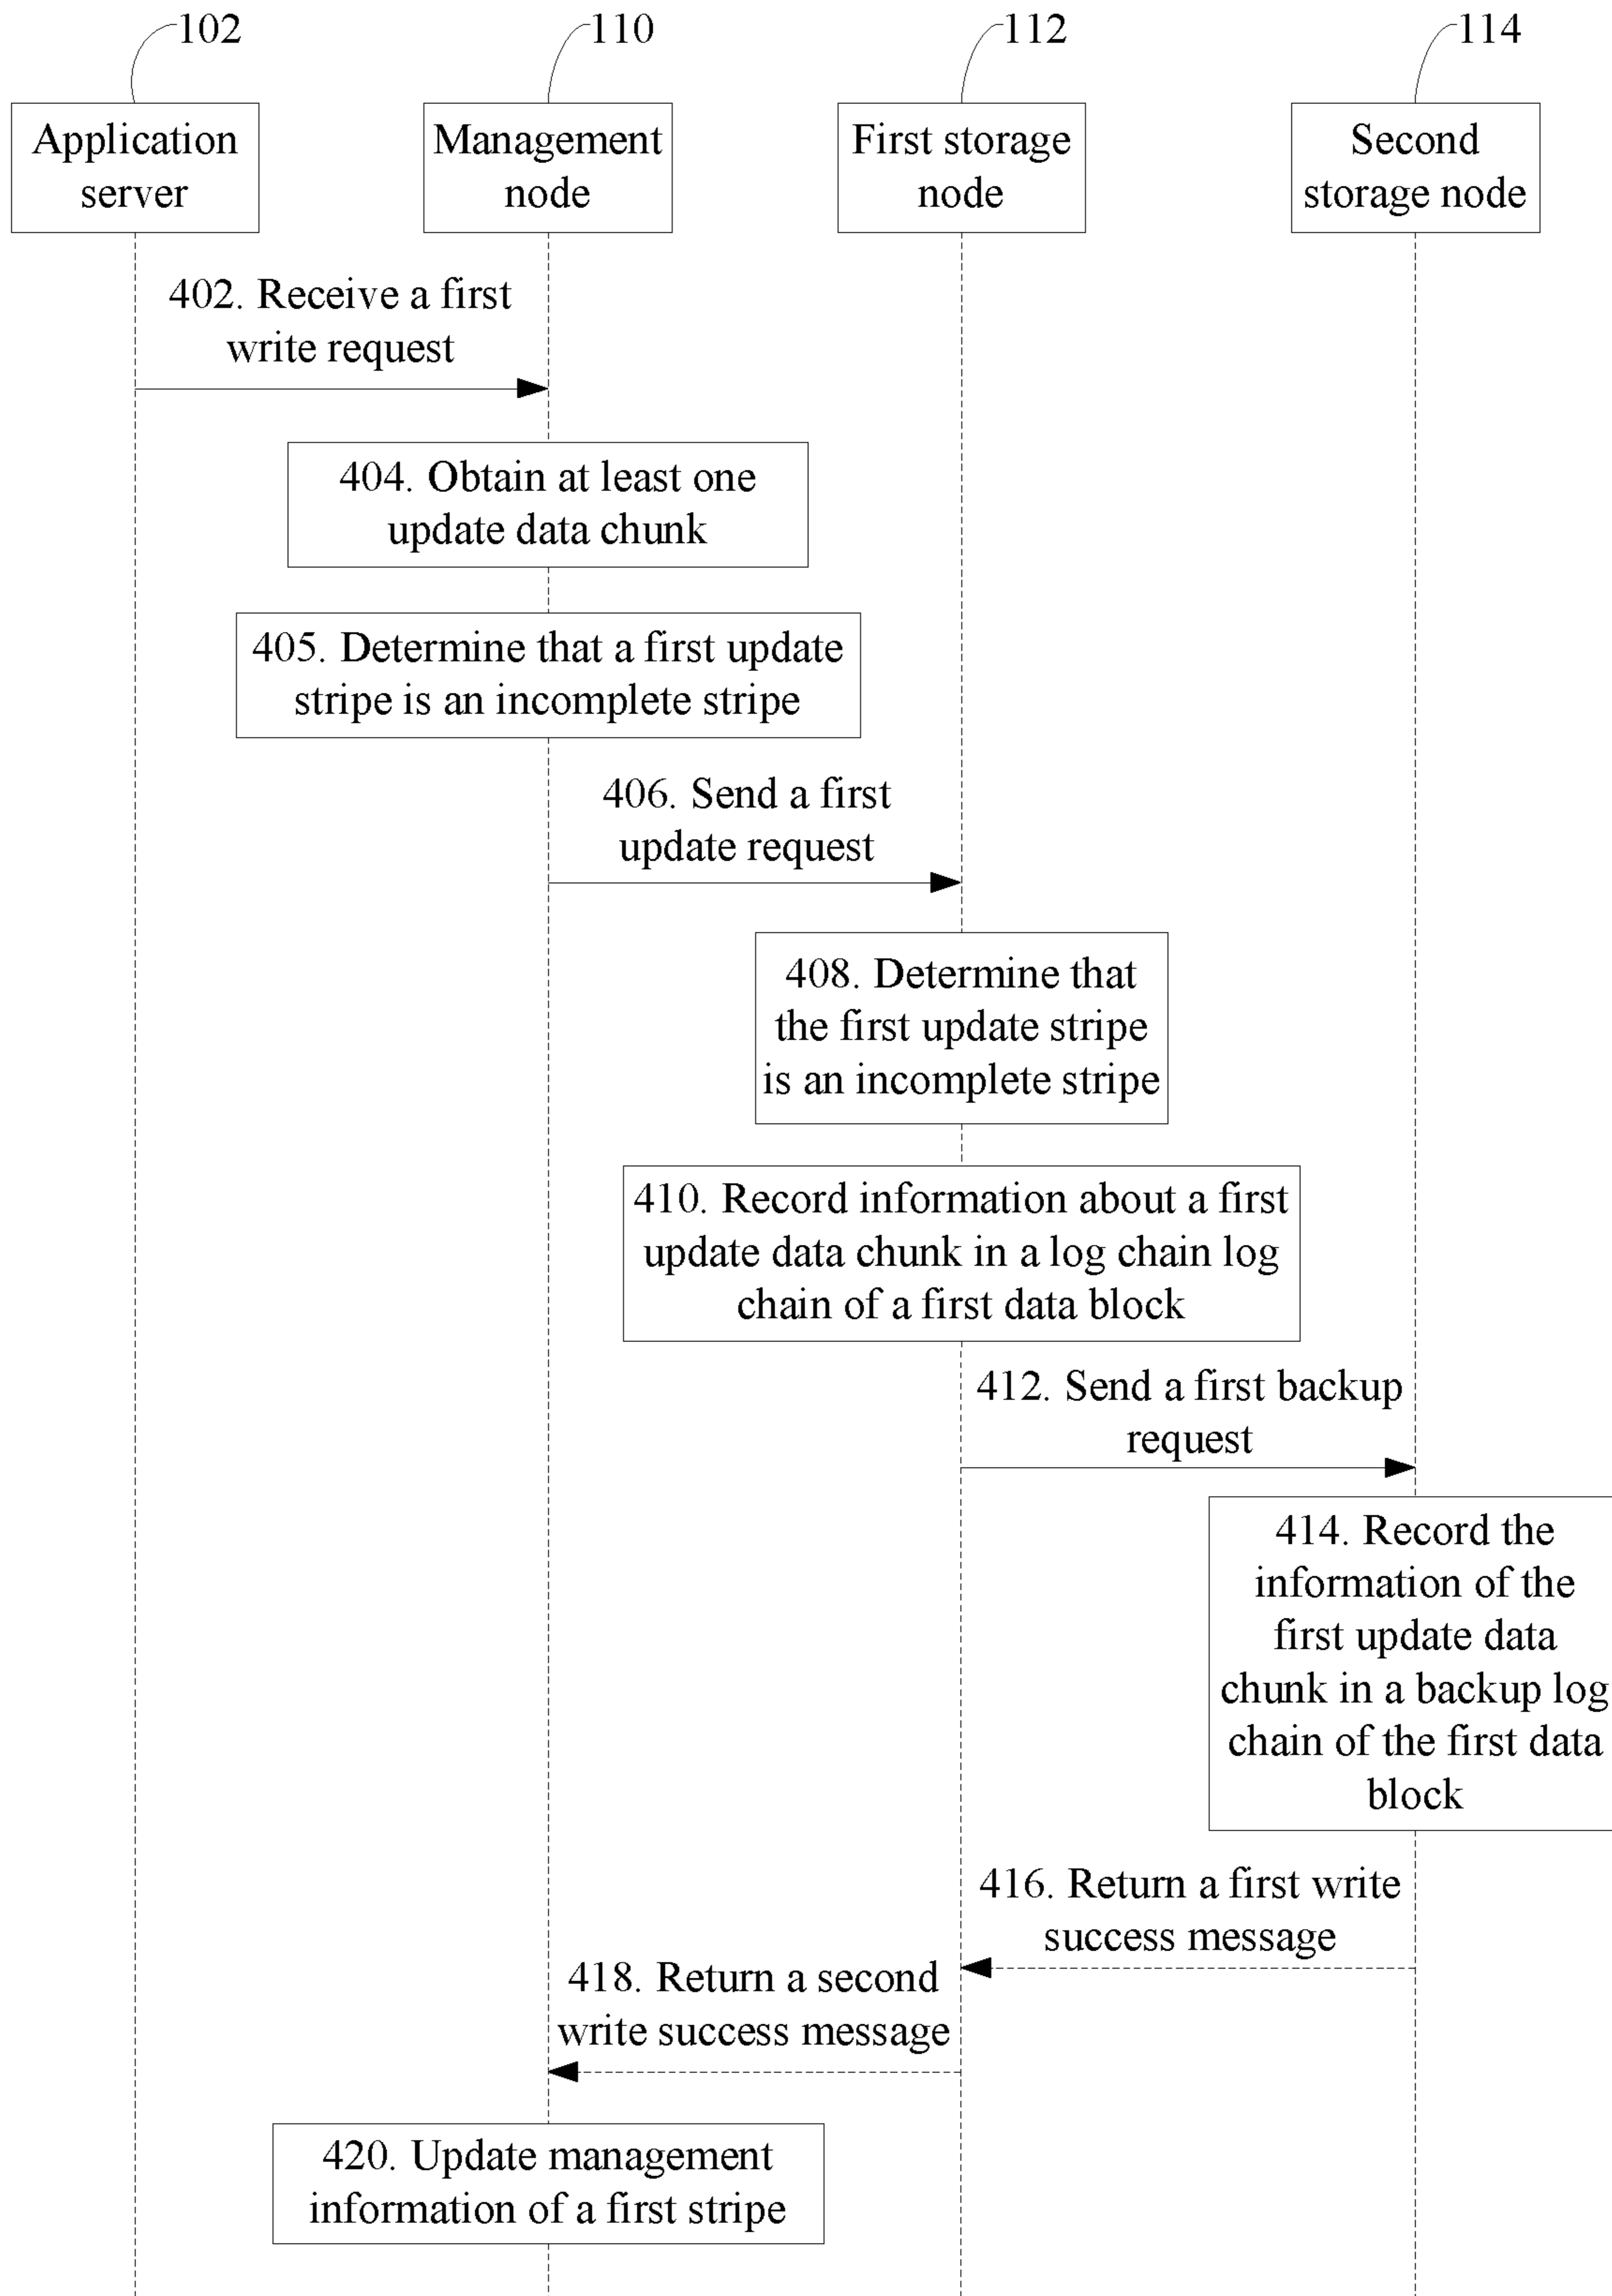 102
110
112
114
Application
server
Management
node
First storage
node
Second
storage node
402. Receive a first
write request
404. Obtain at least one
update data chunk
405. Determine that a first update
stripe is an incomplete stripe
406. Send a first
update request
408. Determine that
the first update stripe
is an incomplete stripe
410. Record information about a first
update data chunk in a log chain log
chain of a first data block
412. Send a first backup
request
414. Record the
information of the
first update data
chunk in a backup log
chain of the first data
block
416. Return a first write
success message
418. Return a second
write success message
420. Update management
information of a first stripe